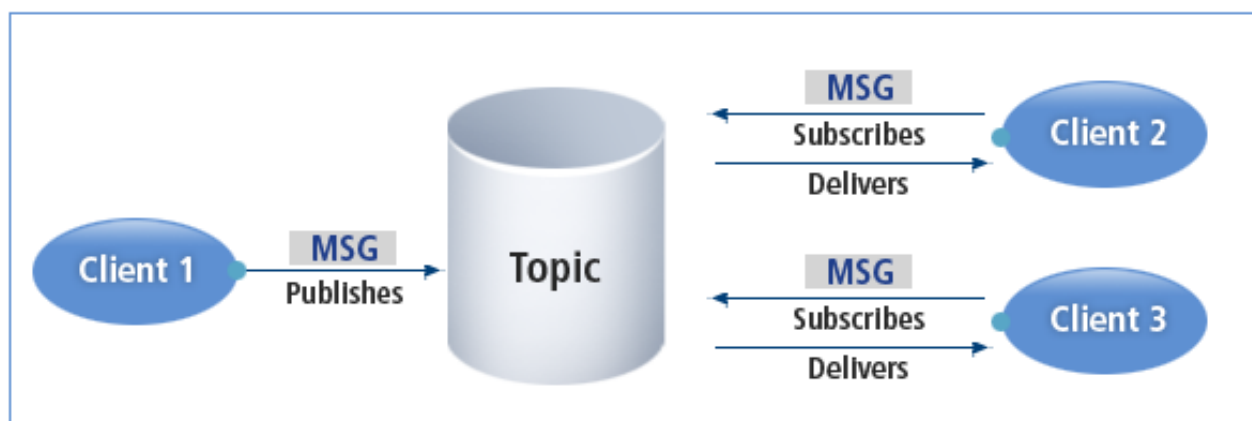 MSG
Subscribes
Delivers
Client 2
Client 1
MSG
Publishes
Topic
MSG
Subscribes
Delivers
Client 3